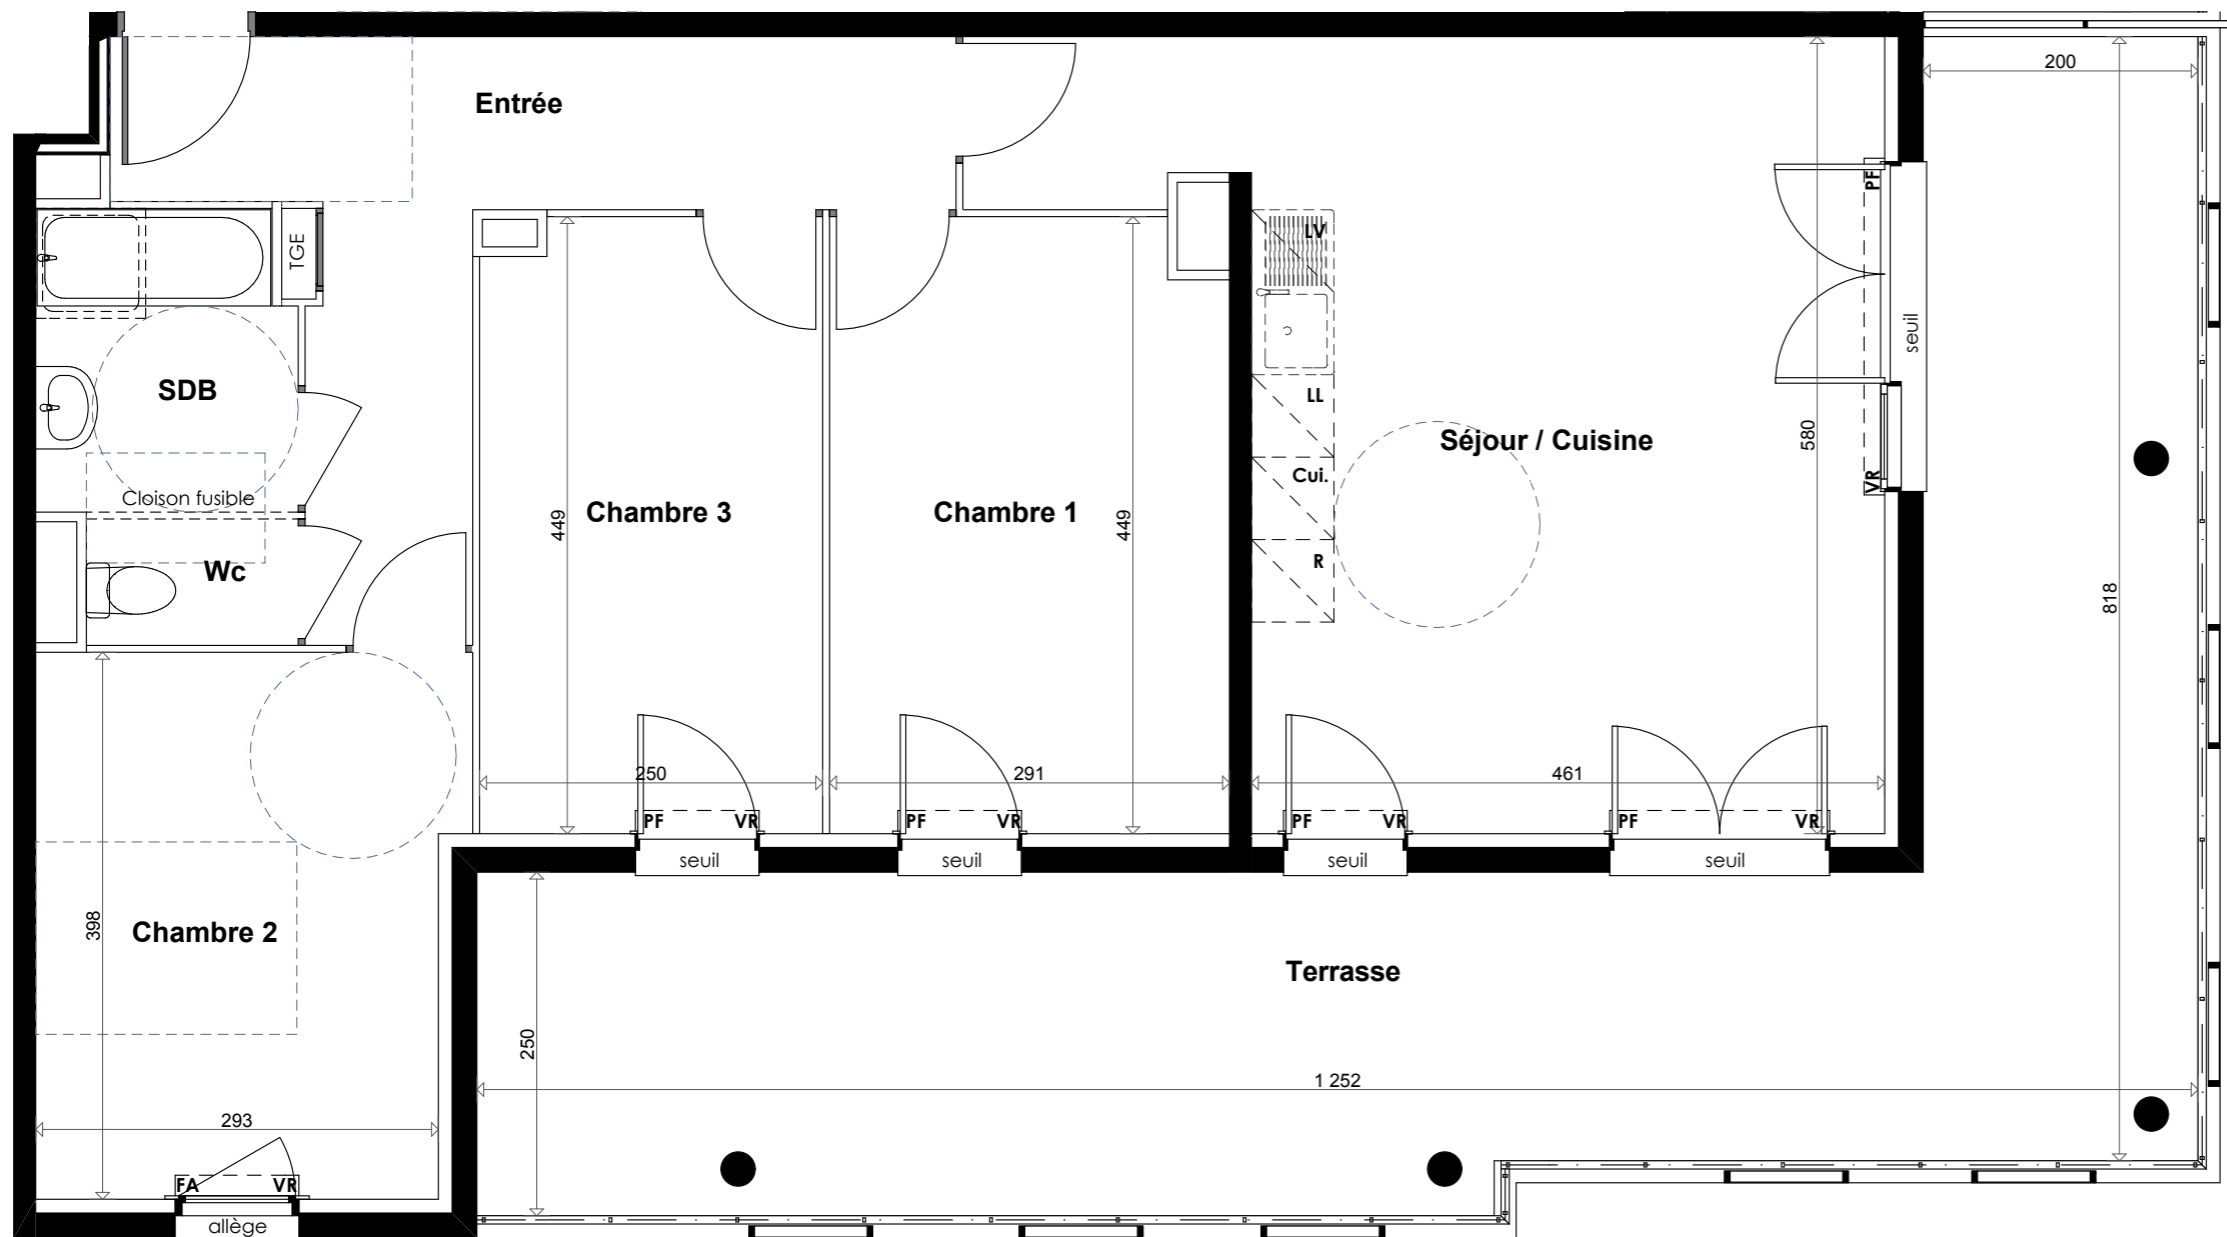 200
Entrée
PF
LV
TGE
seuil
SDB
LL
Séjour / Cuisine
580
Cui.
VR
Cloison fusible
449
Chambre 3
Chambre 1
449
R
Wc
818
250
291
461
PF
VR
PF
VR
PF
VR
PF
VR
seuil
seuil
seuil
seuil
398
Chambre 2
Terrasse
250
1 252
293
FA
VR
allège